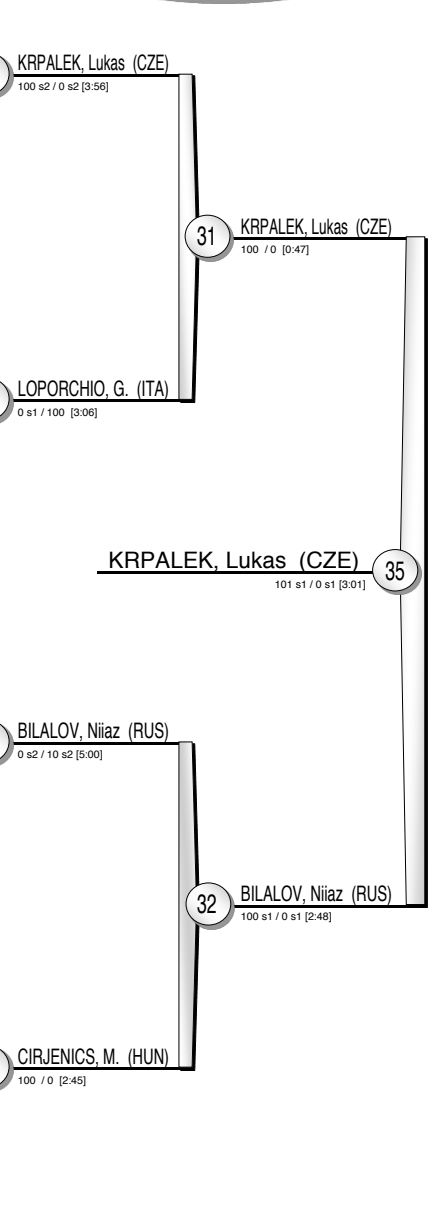 KRPALEK, Lukas (CZE)
100 s2 / 0 s2 [3:56]
31
KRPALEK, Lukas (CZE)
100 / 0 [0:47]
LOPORCHIO, G. (ITA)
0 s1 / 100 [3:06]
KRPALEK, Lukas (CZE)
35
101 s1 / 0 s1 [3:01]
BILALOV, Niiaz (RUS)
0 s2 / 10 s2 [5:00]
32
BILALOV, Niiaz (RUS)
100 s1 / 0 s1 [2:48]
CIRJENICS, M. (HUN)
100 / 0 [2:45]